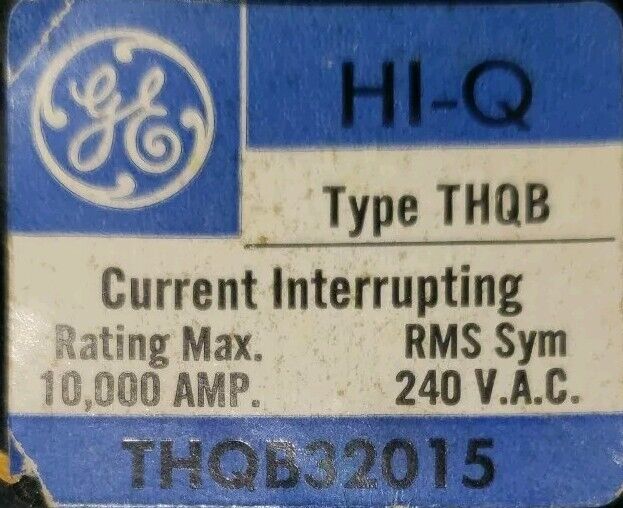 GE
HI-Q
Type THQB
Current Interrupting
Rating Max. RMS Sym
10,000 AMP. 240 V.A.C.
THQB32015